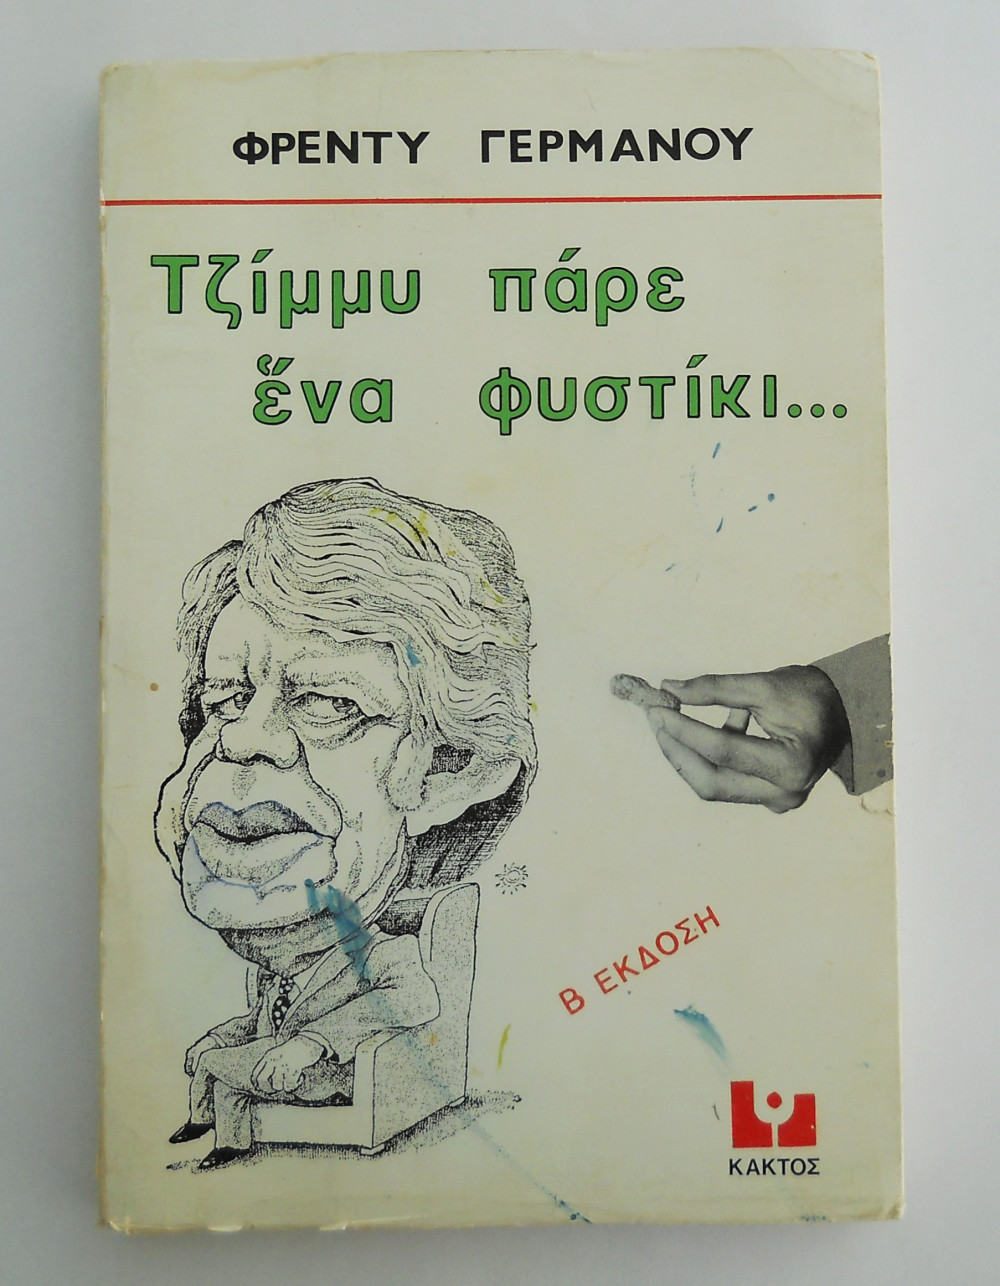 ΦΡΕΝΤΥ ΓΕΡΜΑΝΟΥ
Τζίμμυ πάρε
ἕνα φυστίκι...
Β ΕΚΔΟΣΗ
ΚΑΚΤΟΣ